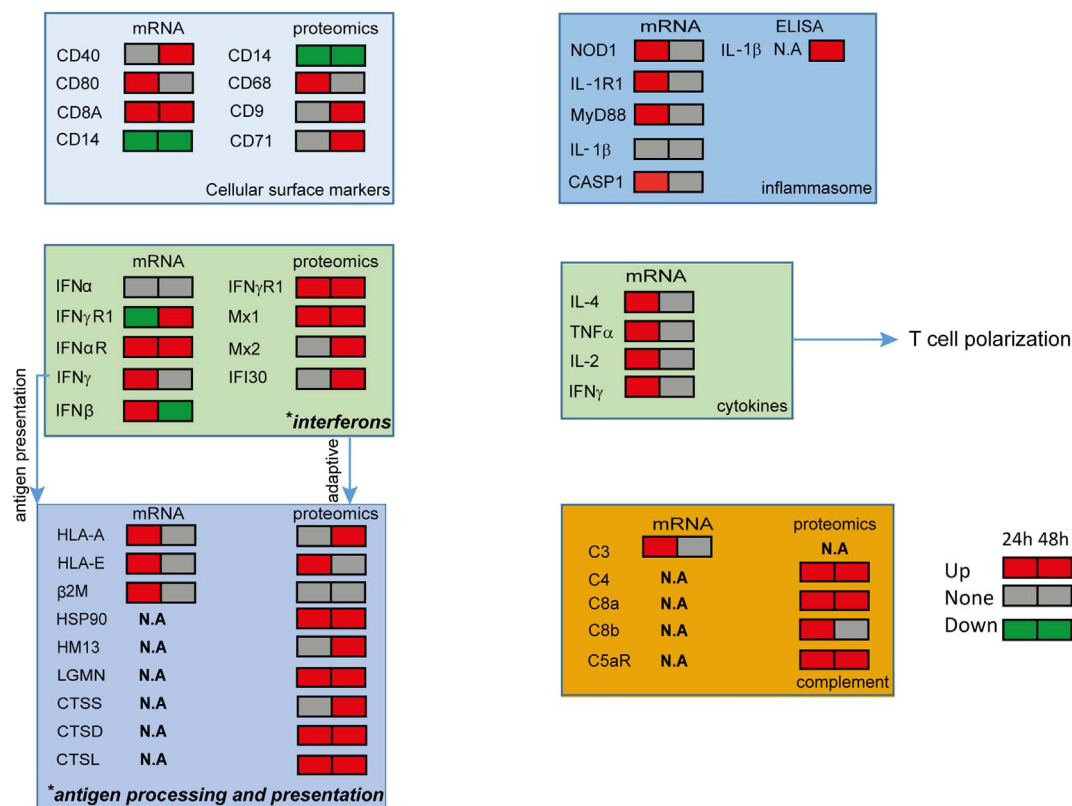 mRNA proteomics
CD40 CD14
CD80 CD68
CD8A CD9
CD14 CD71
Cellular surface markers
mRNA ELISA
NOD1 IL-1β N.A
IL-1R1
MyD88
IL-1β
CASP1
inflammasome
mRNA proteomics
IFNα IFNγR1
IFNγR1 Mx1
IFNαR Mx2
IFNγ IFI30
IFNβ
*interferons
mRNA
IL-4
TNFα
IL-2
IFNγ
cytokines
T cell polarization
antigen presentation
adaptive
mRNA proteomics
HLA-A
HLA-E
β2M
HSP90 N.A
HM13 N.A
LGMN N.A
CTSS N.A
CTSD N.A
CTSL N.A
*antigen processing and presentation
mRNA proteomics
C3 N.A
C4 N.A
C8a N.A
C8b N.A
C5aR N.A
complement
24h 48h
Up
None
Down